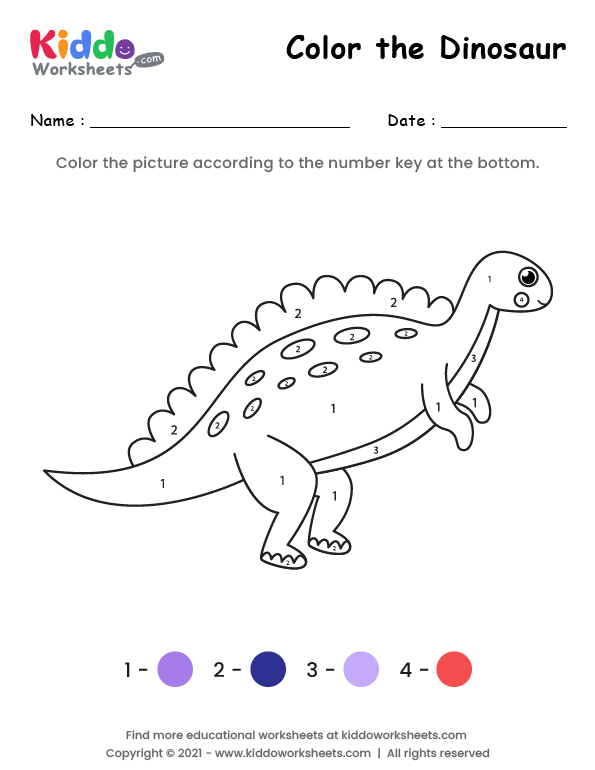 Kiddo
Worksheets .com
Color the Dinosaur
Name : Date :
Color the picture according to the number key at the bottom.
1
4
2 2
2 2 2
3
2 2 2
2
1 1 1
2
2
3
1 1
1
2
2
1 - 2 - 3 - 4 -
Find more educational worksheets at kiddoworksheets.com
Copyright © 2021 - www.kiddoworksheets.com | All rights reserved